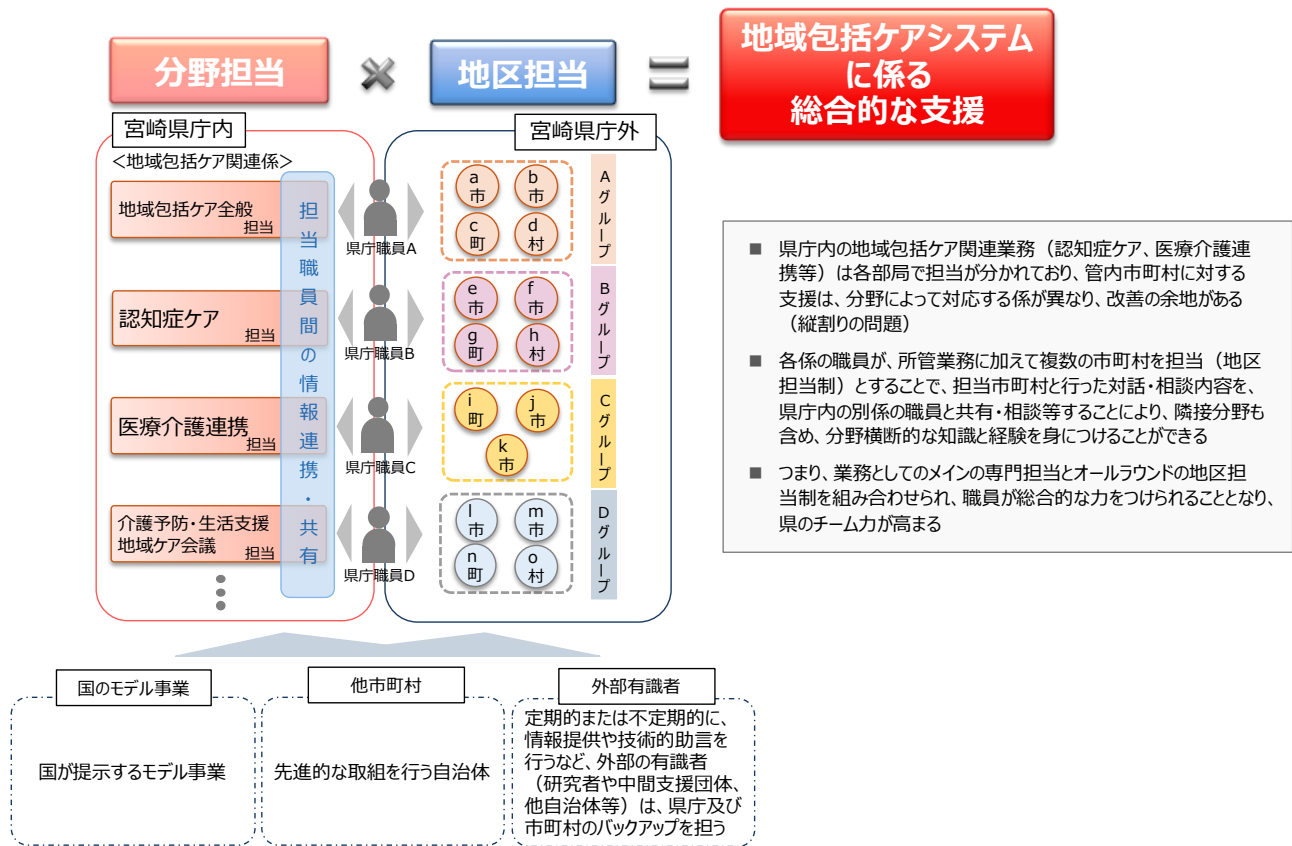 分野担当
×
地区担当
＝
地域包括ケアシステム
に係る
総合的な支援
宮崎県庁内
＜地域包括ケア関連係＞
地域包括ケア全般
担当
認知症ケア
担当
医療介護連携
担当
介護予防・生活支援
地域ケア会議
担当
担当職員間の情報連携・共有
県庁職員A
県庁職員B
県庁職員C
県庁職員D
宮崎県庁外
a
市
b
市
c
町
d
村
Aグループ
e
市
f
市
g
町
h
村
Bグループ
i
町
j
市
k
市
Cグループ
l
市
m
市
n
町
o
村
Dグループ
■ 県庁内の地域包括ケア関連業務（認知症ケア、医療介護連
携等）は各部局で担当が分かれており、管内市町村に対する
支援は、分野によって対応する係が異なり、改善の余地がある
（縦割りの問題）
■ 各係の職員が、所管業務に加えて複数の市町村を担当（地区
担当制）とすることで、担当市町村と行った対話・相談内容を、
県庁内の別係の職員と共有・相談等することにより、隣接分野も
含め、分野横断的な知識と経験を身につけることができる
■ つまり、業務としてのメインの専門担当とオールラウンドの地区担
当制を組み合わせられ、職員が総合的な力をつけられることとなり、
県のチーム力が高まる
国のモデル事業
国が提示するモデル事業
他市町村
先進的な取組を行う自治体
外部有識者
定期的または不定期的に、
情報提供や技術的助言を
行うなど、外部の有識者
（研究者や中間支援団体、
他自治体等）は、県庁及び
市町村のバックアップを担う